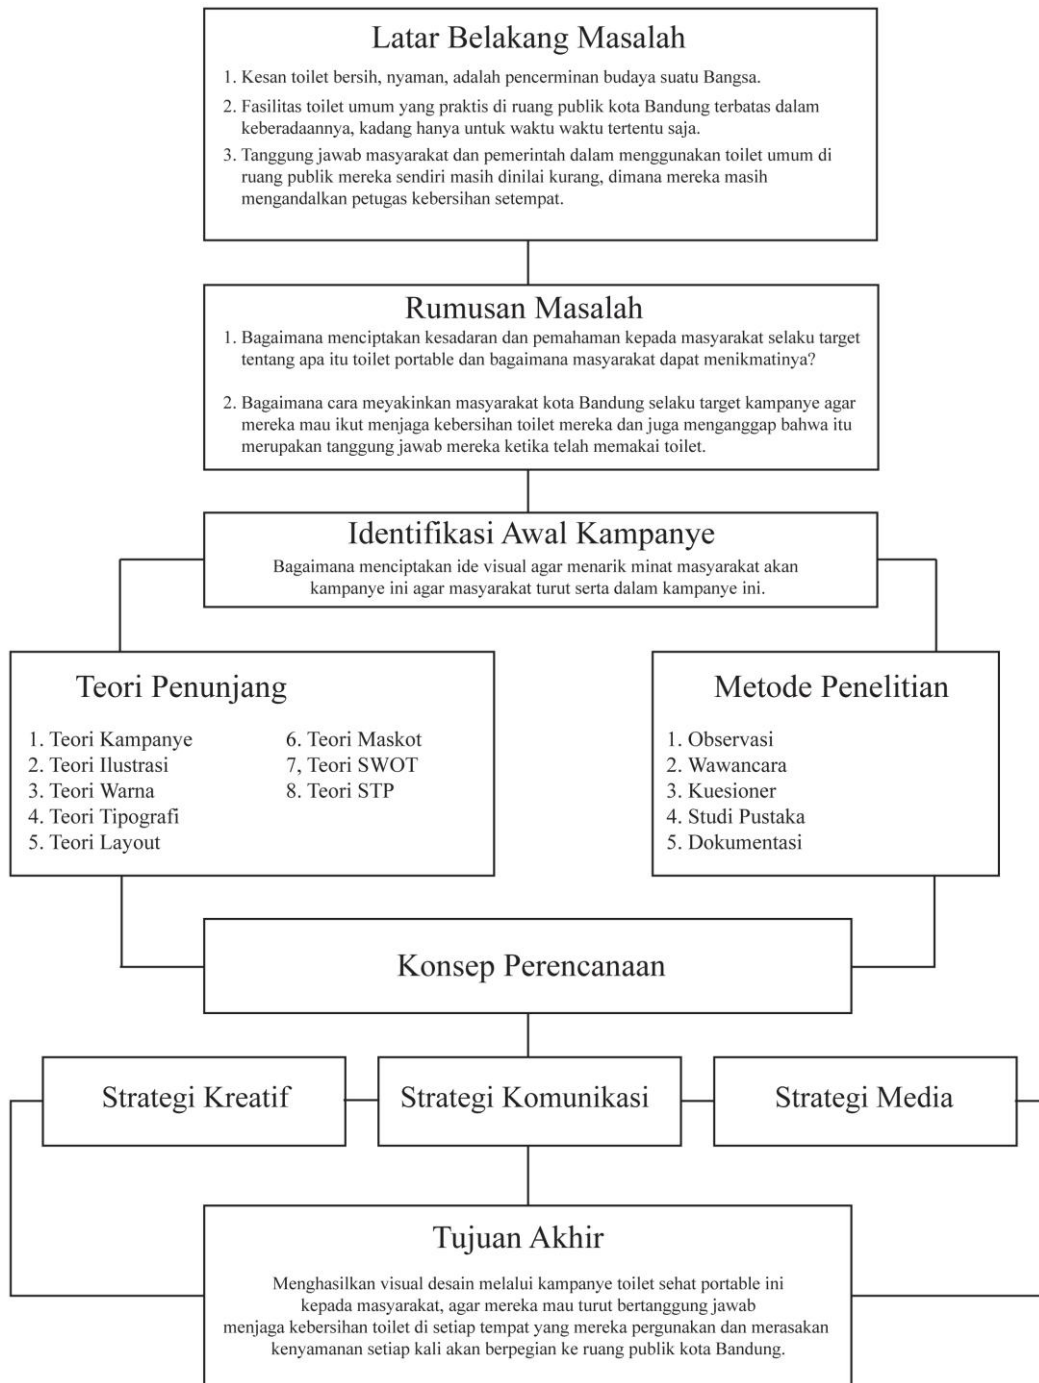 Latar Belakang Masalah
1. Kesan toilet bersih, nyaman, adalah pencerminan budaya suatu Bangsa.
2. Fasilitas toilet umum yang praktis di ruang publik kota Bandung terbatas dalam
keberadaannya, kadang hanya untuk waktu waktu tertentu saja.
3. Tanggung jawab masyarakat dan pemerintah dalam menggunakan toilet umum di
ruang publik mereka sendiri masih dinilai kurang, dimana mereka masih
mengandalkan petugas kebersihan setempat.
Rumusan Masalah
1. Bagaimana menciptakan kesadaran dan pemahaman kepada masyarakat selaku target
tentang apa itu toilet portable dan bagaimana masyarakat dapat menikmatinya?
2. Bagaimana cara meyakinkan masyarakat kota Bandung selaku target kampanye agar
mereka mau ikut menjaga kebersihan toilet mereka dan juga menganggap bahwa itu
merupakan tanggung jawab mereka ketika telah memakai toilet.
Identifikasi Awal Kampanye
Bagaimana menciptakan ide visual agar menarik minat masyarakat akan
kampanye ini agar masyarakat turut serta dalam kampanye ini.
Teori Penunjang
1. Teori Kampanye
2. Teori Ilustrasi
3. Teori Warna
4. Teori Tipografi
5. Teori Layout
6. Teori Maskot
7, Teori SWOT
8. Teori STP
Metode Penelitian
1. Observasi
2. Wawancara
3. Kuesioner
4. Studi Pustaka
5. Dokumentasi
Konsep Perencanaan
Strategi Kreatif
Strategi Komunikasi
Strategi Media
Tujuan Akhir
Menghasilkan visual desain melalui kampanye toilet sehat portable ini
kepada masyarakat, agar mereka mau turut bertanggung jawab
menjaga kebersihan toilet di setiap tempat yang mereka pergunakan dan merasakan
kenyamanan setiap kali akan berpegian ke ruang publik kota Bandung.